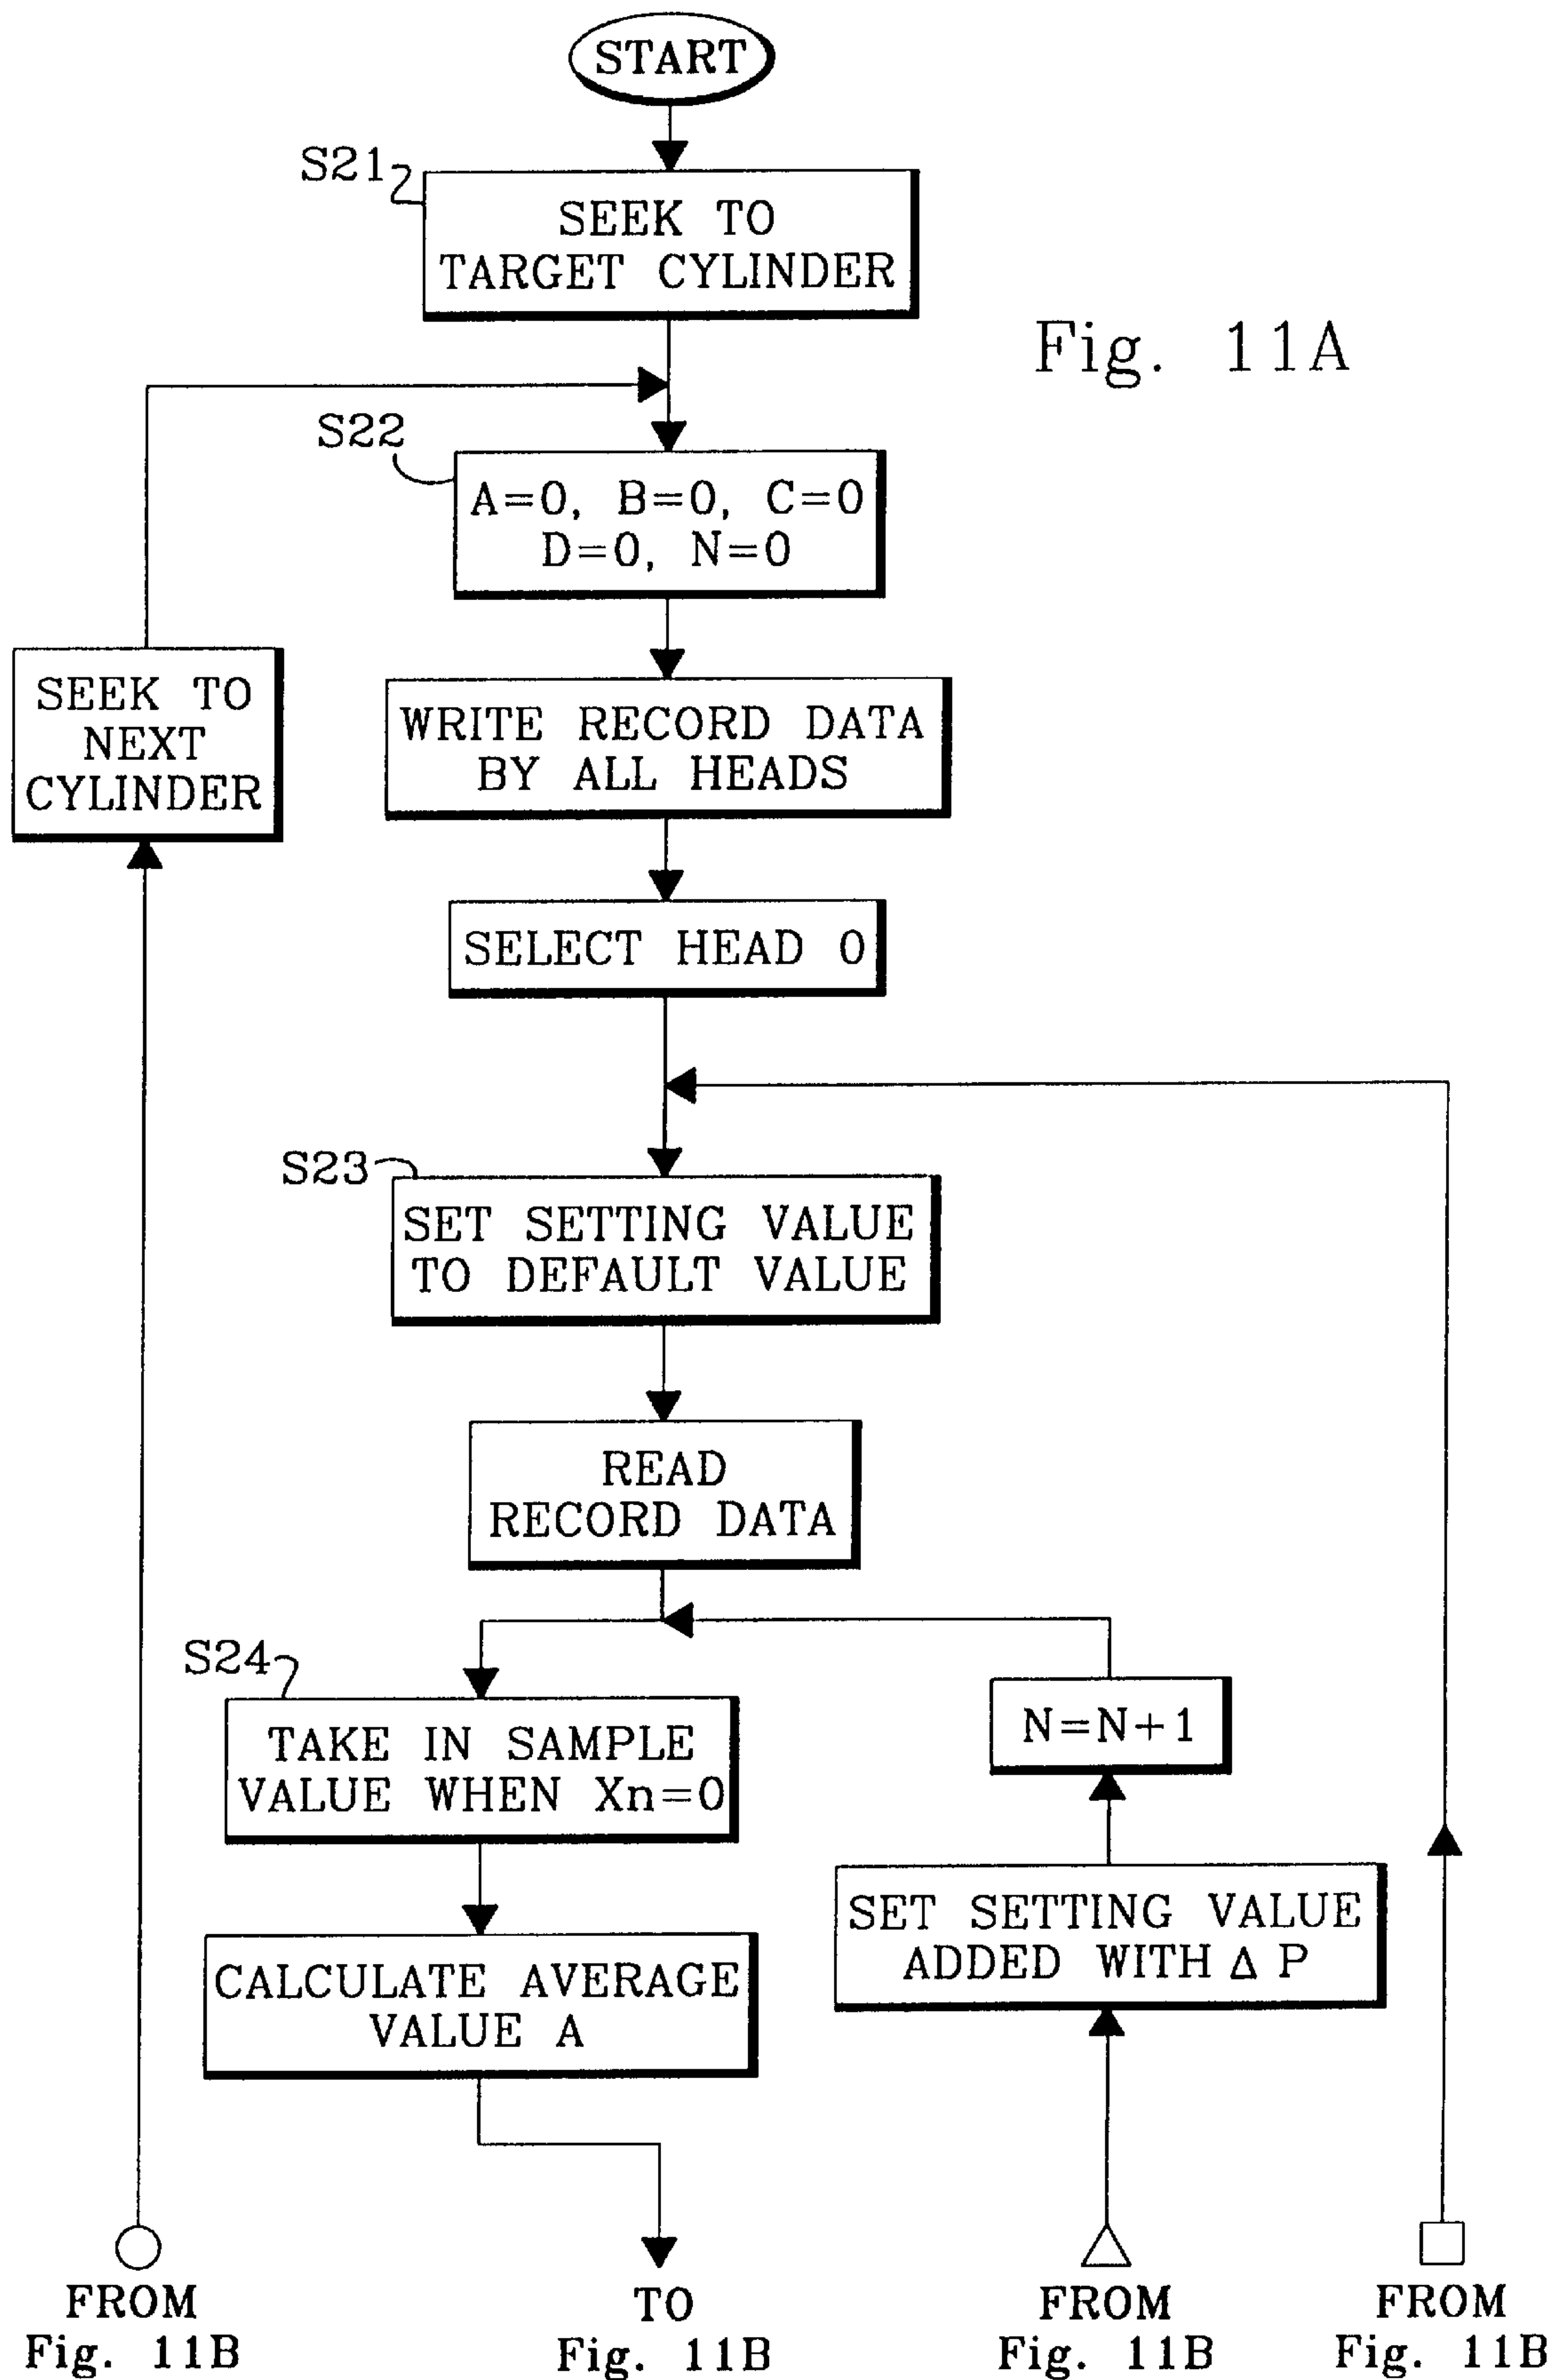 START
S21
SEEK TO
TARGET CYLINDER
Fig. 11A
S22
A=0, B=0, C=0
D=0, N=0
SEEK TO
NEXT
CYLINDER
WRITE RECORD DATA
BY ALL HEADS
SELECT HEAD 0
S23
SET SETTING VALUE
TO DEFAULT VALUE
READ
RECORD DATA
S24
TAKE IN SAMPLE
VALUE WHEN Xn=0
N=N+1
CALCULATE AVERAGE
VALUE A
SET SETTING VALUE
ADDED WITH Δ P
FROM
Fig. 11B
TO
Fig. 11B
FROM
Fig. 11B
FROM
Fig. 11B